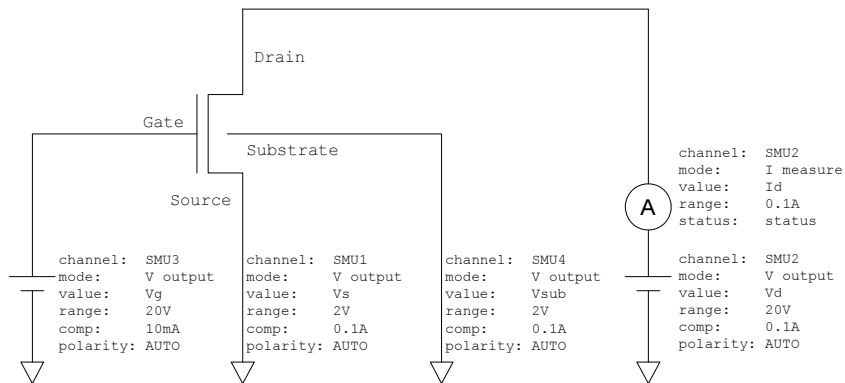 Drain
Gate
Substrate
Source
A
channel: SMU2
mode: I measure
value: Id
range: 0.1A
status: status
channel: SMU3
mode: V output
value: Vg
range: 20V
comp: 10mA
polarity: AUTO
channel: SMU1
mode: V output
value: Vs
range: 2V
comp: 0.1A
polarity: AUTO
channel: SMU4
mode: V output
value: Vsub
range: 2V
comp: 0.1A
polarity: AUTO
channel: SMU2
mode: V output
value: Vd
range: 20V
comp: 0.1A
polarity: AUTO